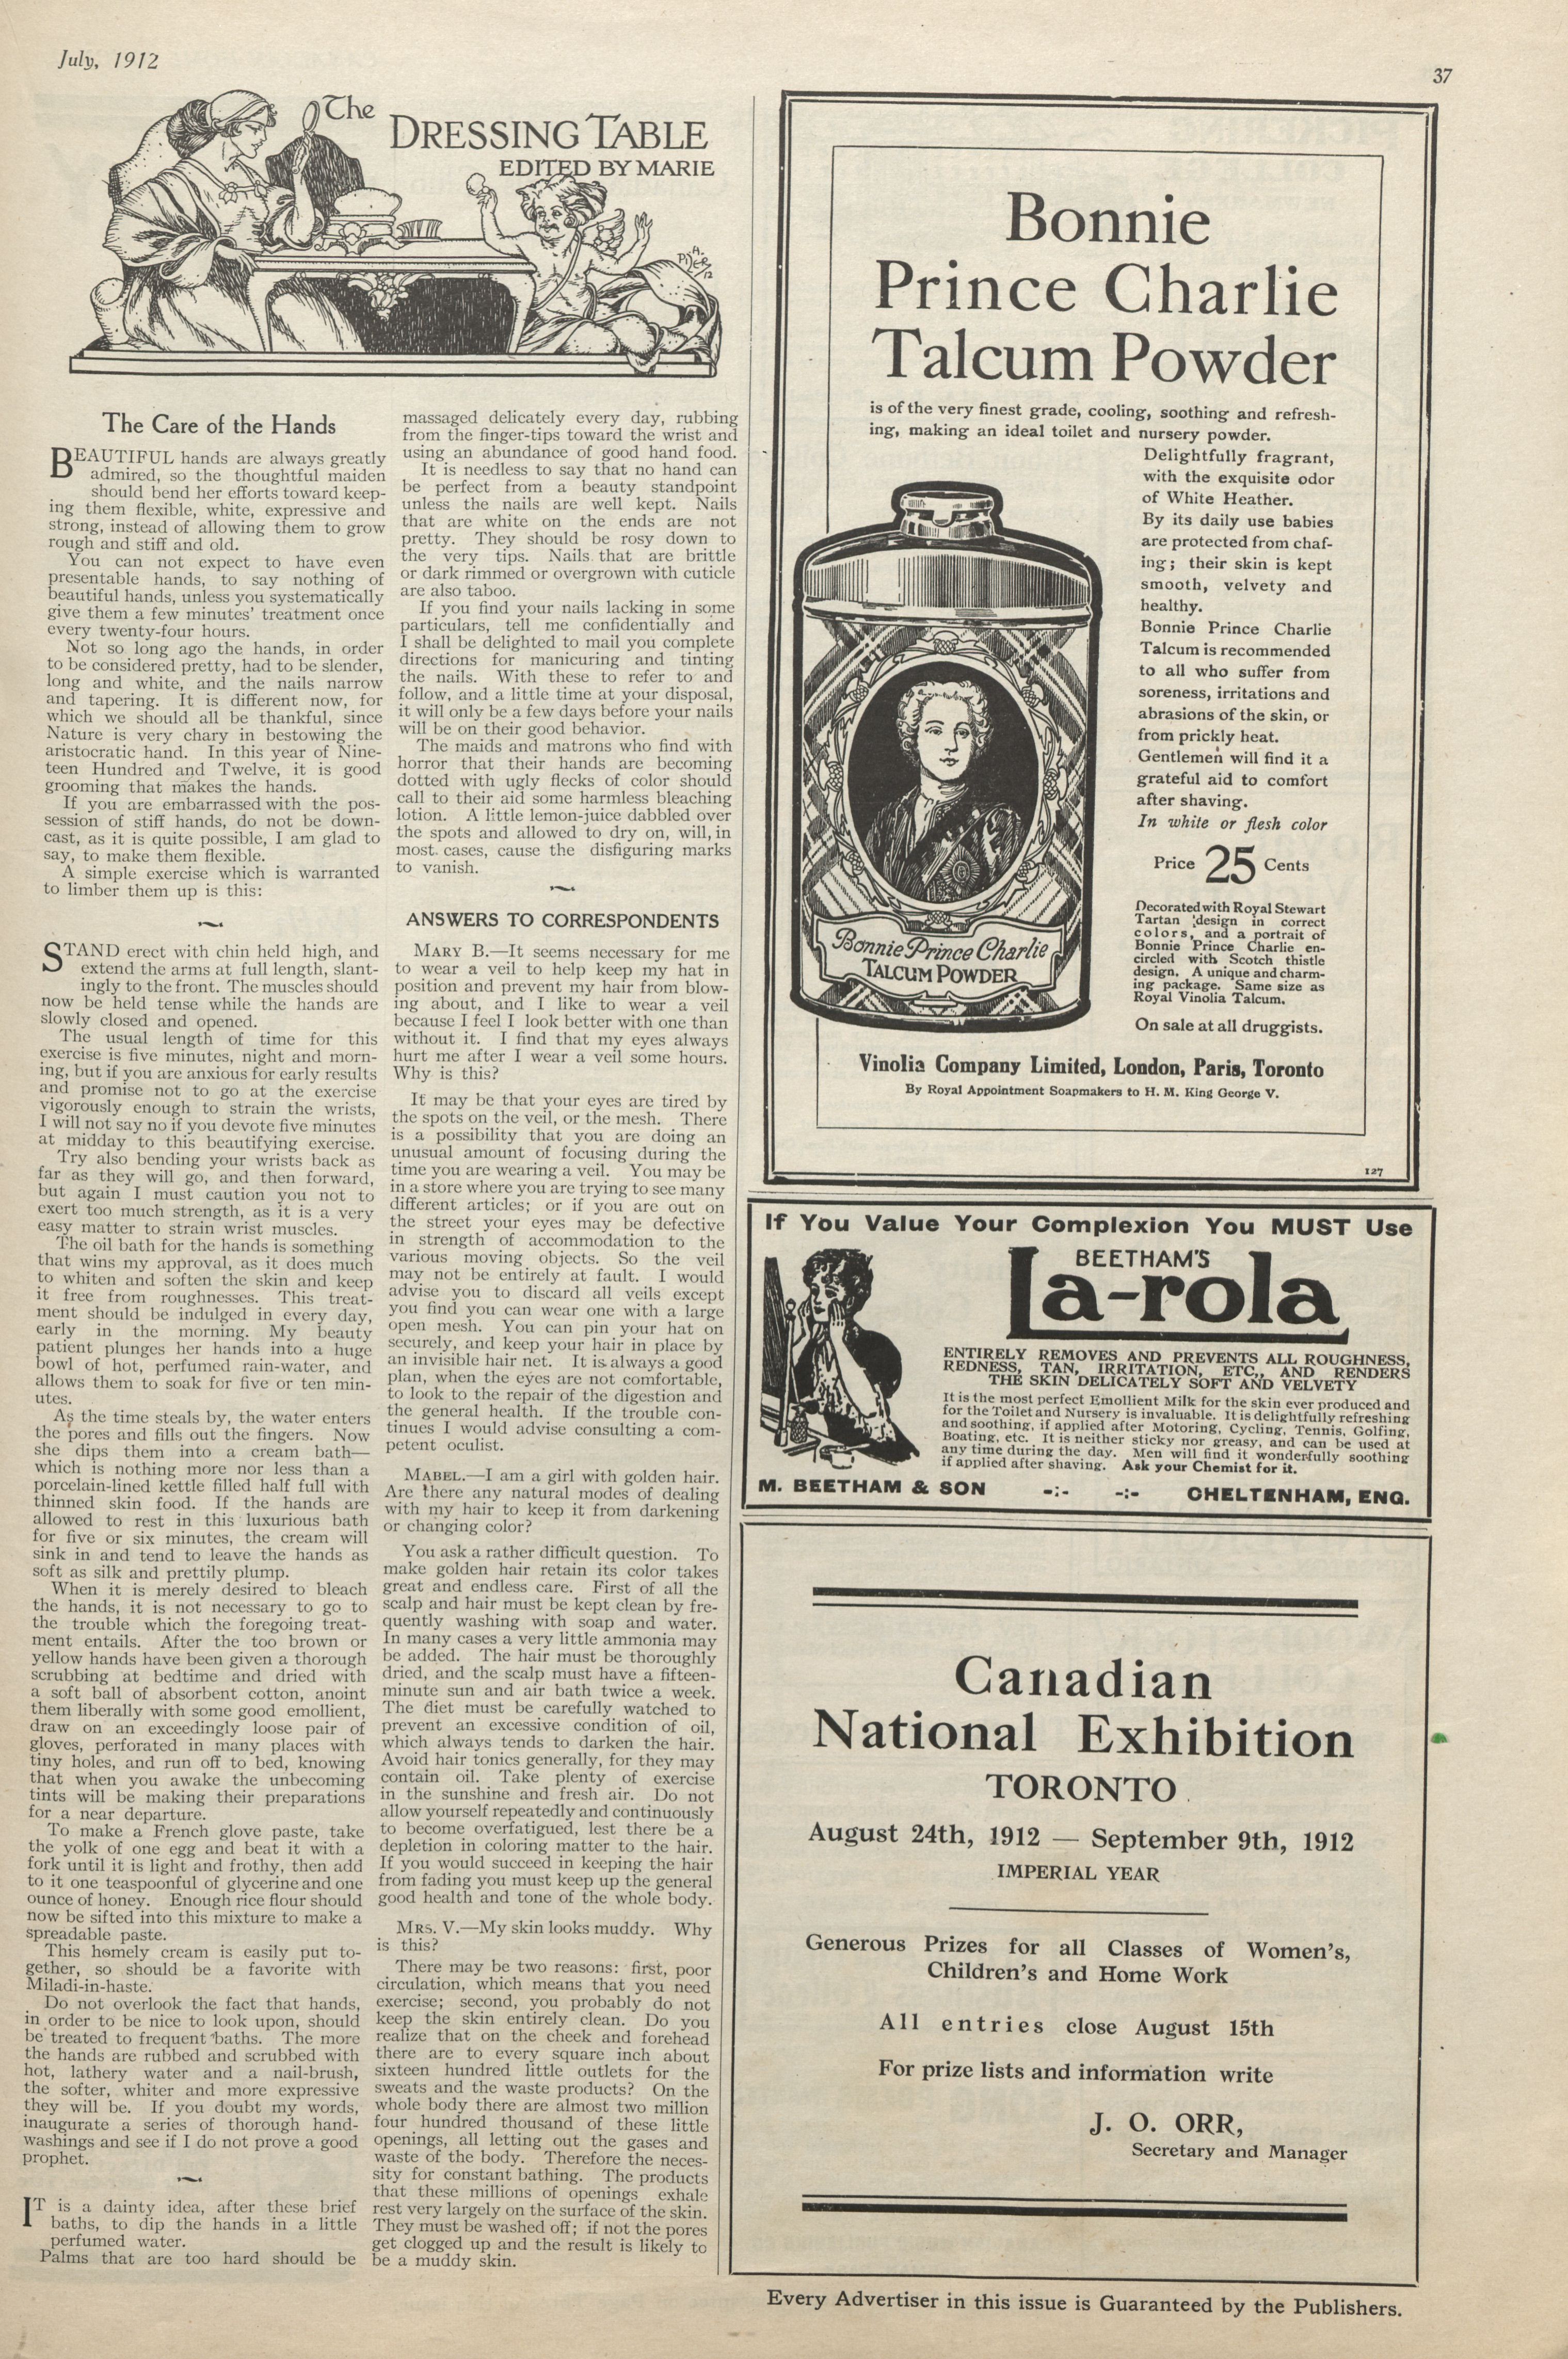 July, 1912
37
The
DRESSING TABLE
EDITED BY MARIE
A.
PIJER
12
The Care of the Hands
BEAUTIFUL hands are always greatly
admired, so the thoughtful maiden
should bend her efforts toward keep-
ing them flexible, white, expressive and
strong, instead of allowing them to grow
rough and stiff and old.
You can not expect to have even
presentable hands, to say nothing of
beautiful hands, unless you systematically
give them a few minutes' treatment once
every twenty-four hours.
Not so long ago the hands, in order
to be considered pretty, had to be slender,
long and white, and the nails narrow
and tapering. It is different now, for
which we should all be thankful, since
Nature is very chary in bestowing the
aristocratic hand. In this year of Nine-
teen Hundred and Twelve, it is good
grooming that makes the hands.
If you are embarrassed with the pos-
session of stiff hands, do not be down-
cast, as it is quite possible, I am glad to
say, to make them flexible.
A simple exercise which is warranted
to limber them up is this:
STAND erect with chin held high, and
extend the arms at full length, slant-
ingly to the front. The muscles should
now be held tense while the hands are
slowly closed and opened.
The usual length of time for this
exercise is five minutes, night and morn-
ing, but if you are anxious for early results
and promise not to go at the exercise
vigorously enough to strain the wrists,
I will not say no if you devote five minutes
at midday to this beautifying exercise.
Try also bending your wrists back as
far as they will go, and then forward,
but again I must caution you not to
exert too much strength, as it is a very
easy matter to strain wrist muscles.
The oil bath for the hands is something
that wins my approval, as it does much
to whiten and soften the skin and keep
it free from roughnesses. This treat-
ment should be indulged in every day,
early in the morning. My beauty
patient plunges her hands into a huge
bowl of hot, perfumed rain-water, and
allows them to soak for five or ten min-
utes.
As the time steals by, the water enters
the pores and fills out the fingers. Now
she dips them into a cream bath—
which is nothing more nor less than a
porcelain-lined kettle filled half full with
thinned skin food. If the hands are
allowed to rest in this luxurious bath
for five or six minutes, the cream will
sink in and tend to leave the hands as
soft as silk and prettily plump.
When it is merely desired to bleach
the hands, it is not necessary to go to
the trouble which the foregoing treat-
ment entails. After the too brown or
yellow hands have been given a thorough
scrubbing at bedtime and dried with
a soft ball of absorbent cotton, anoint
them liberally with some good emollient,
draw on an exceedingly loose pair of
gloves, perforated in many places with
tiny holes, and run off to bed, knowing
that when you awake the unbecoming
tints will be making their preparations
for a near departure.
To make a French glove paste, take
the yolk of one egg and beat it with a
fork until it is light and frothy, then add
to it one teaspoonful of glycerine and one
ounce of honey. Enough rice flour should
now be sifted into this mixture to make a
spreadable paste.
This homely cream is easily put to-
gether, so should be a favorite with
Miladi-in-haste.
Do not overlook the fact that hands,
in order to be nice to look upon, should
be treated to frequent baths. The more
the hands are rubbed and scrubbed with
hot, lathery water and a nail-brush,
the softer, whiter and more expressive
they will be. If you doubt my words,
inaugurate a series of thorough hand-
washings and see if I do not prove a good
prophet.
IT is a dainty idea, after these brief
baths, to dip the hands in a little
perfumed water.
Palms that are too hard should be
massaged delicately every day, rubbing
from the finger-tips toward the wrist and
using an abundance of good hand food.
It is needless to say that no hand can
be perfect from a beauty standpoint
unless the nails are well kept. Nails
that are white on the ends are not
pretty. They should be rosy down to
the very tips. Nails that are brittle
or dark rimmed or overgrown with cuticle
are also taboo.
If you find your nails lacking in some
particulars, tell me confidentially and
I shall be delighted to mail you complete
directions for manicuring and tinting
the nails. With these to refer to and
follow, and a little time at your disposal,
it will only be a few days before your nails
will be on their good behavior.
The maids and matrons who find with
horror that their hands are becoming
dotted with ugly flecks of color should
call to their aid some harmless bleaching
lotion. A little lemon-juice dabbled over
the spots and allowed to dry on, will, in
most cases, cause the disfiguring marks
to vanish.
ANSWERS TO CORRESPONDENTS
MARY B.—It seems necessary for me
to wear a veil to help keep my hat in
position and prevent my hair from blow-
ing about, and I like to wear a veil
because I feel I look better with one than
without it. I find that my eyes always
hurt me after I wear a veil some hours.
Why is this?
It may be that your eyes are tired by
the spots on the veil, or the mesh. There
is a possibility that you are doing an
unusual amount of focusing during the
time you are wearing a veil. You may be
in a store where you are trying to see many
different articles; or if you are out on
the street your eyes may be defective
in strength of accommodation to the
various moving objects. So the veil
may not be entirely at fault. I would
advise you to discard all veils except
you find you can wear one with a large
open mesh. You can pin your hat on
securely, and keep your hair in place by
an invisible hair net. It is always a good
plan, when the eyes are not comfortable,
to look to the repair of the digestion and
the general health. If the trouble con-
tinues I would advise consulting a com-
petent oculist.
MABEL.—I am a girl with golden hair.
Are there any natural modes of dealing
with my hair to keep it from darkening
or changing color?
You ask a rather difficult question. To
make golden hair retain its color takes
great and endless care. First of all the
scalp and hair must be kept clean by fre-
quently washing with soap and water.
In many cases a very little ammonia may
be added. The hair must be thoroughly
dried, and the scalp must have a fifteen-
minute sun and air bath twice a week.
The diet must be carefully watched to
prevent an excessive condition of oil,
which always tends to darken the hair.
Avoid hair tonics generally, for they may
contain oil. Take plenty of exercise
in the sunshine and fresh air. Do not
allow yourself repeatedly and continuously
to become overfatigued, lest there be a
depletion in coloring matter to the hair.
If you would succeed in keeping the hair
from fading you must keep up the general
good health and tone of the whole body.
MRS. V.—My skin looks muddy. Why
is this?
There may be two reasons: first, poor
circulation, which means that you need
exercise; second, you probably do not
keep the skin entirely clean. Do you
realize that on the cheek and forehead
there are to every square inch about
sixteen hundred little outlets for the
sweats and the waste products? On the
whole body there are almost two million
four hundred thousand of these little
openings, all letting out the gases and
waste of the body. Therefore the neces-
sity for constant bathing. The products
that these millions of openings exhale
rest very largely on the surface of the skin.
They must be washed off; if not the pores
get clogged up and the result is likely to
be a muddy skin.
Bonnie
Prince Charlie
Talcum Powder
is of the very finest grade, cooling, soothing and refresh-
ing, making an ideal toilet and nursery powder.
Delightfully fragrant,
with the exquisite odor
of White Heather.
By its daily use babies
are protected from chaf-
ing; their skin is kept
smooth, velvety and
healthy.
Bonnie Prince Charlie
Talcum is recommended
to all who suffer from
soreness, irritations and
abrasions of the skin, or
from prickly heat.
Gentlemen will find it a
grateful aid to comfort
after shaving.
In white or flesh color
Price 25 Cents
Decorated with Royal Stewart
Tartan design in correct
colors, and a portrait of
Bonnie Prince Charlie en-
circled with Scotch thistle
design. A unique and charm-
ing package. Same size as
Royal Vinolia Talcum.
On sale at all druggists.
Bonnie Prince Charlie
TALCUM POWDER
Vinolia Company Limited, London, Paris, Toronto
By Royal Appointment Soapmakers to H. M. King George V.
127
If You Value Your Complexion You MUST Use
BEETHAM'S
La-rola
ENTIRELY REMOVES AND PREVENTS ALL ROUGHNESS,
REDNESS, TAN, IRRITATION, ETC., AND RENDERS
THE SKIN DELICATELY SOFT AND VELVETY
It is the most perfect Emollient Milk for the skin ever produced and
for the Toilet and Nursery is invaluable. It is delightfully refreshing
and soothing, if applied after Motoring, Cycling, Tennis, Golfing,
Boating, etc. It is neither sticky nor greasy, and can be used at
any time during the day. Men will find it wonderfully soothing
if applied after shaving. Ask your Chemist for it.
M. BEETHAM & SON -:- -:- CHELTENHAM, ENG.
Canadian
National Exhibition
TORONTO
August 24th, 1912 — September 9th, 1912
IMPERIAL YEAR
Generous Prizes for all Classes of Women's,
Children's and Home Work
All entries close August 15th
For prize lists and information write
J. O. ORR,
Secretary and Manager
Every Advertiser in this issue is Guaranteed by the Publishers.